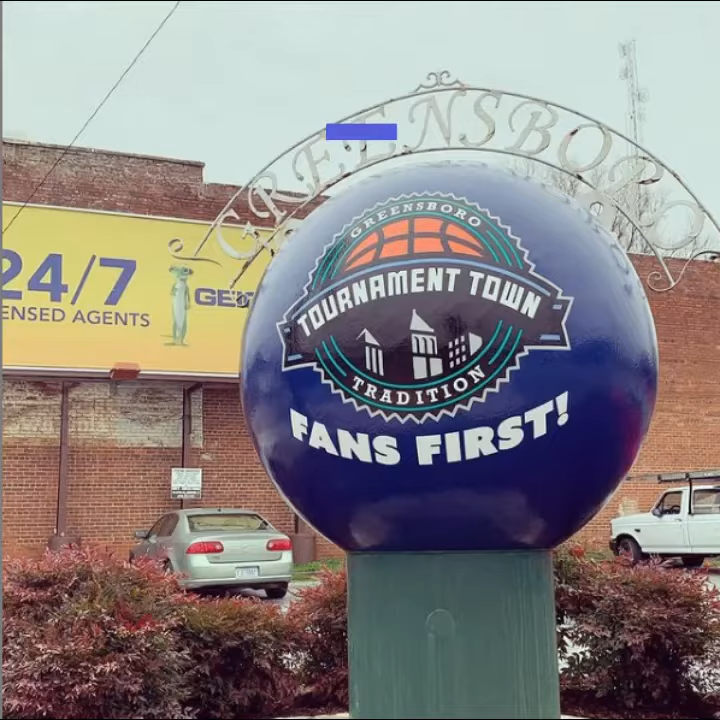 GREENSBORO
24/7
ENSED AGENTS
GREENSBORO
TOURNAMENT TOWN
TRADITION
FANS FIRST!